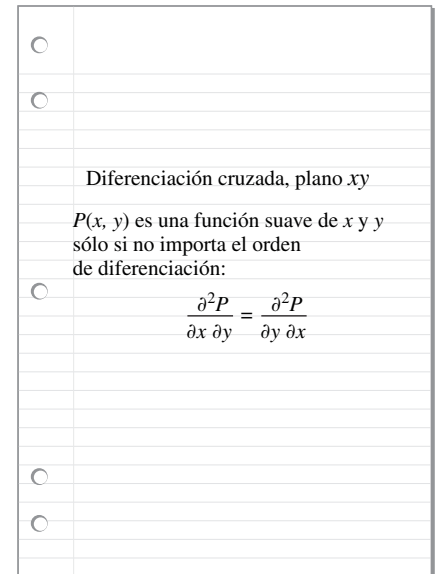 Diferenciación cruzada, plano xy
P(x, y) es una función suave de x y y
sólo si no importa el orden
de diferenciación:
∂²P/∂x ∂y = ∂²P/∂y ∂x